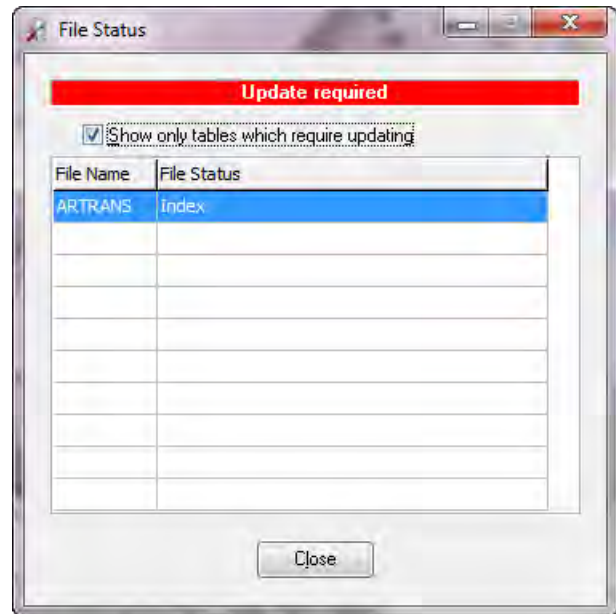 File Status
Update required
Show only tables which require updating
File Name File Status
ARTRANS Index
Close